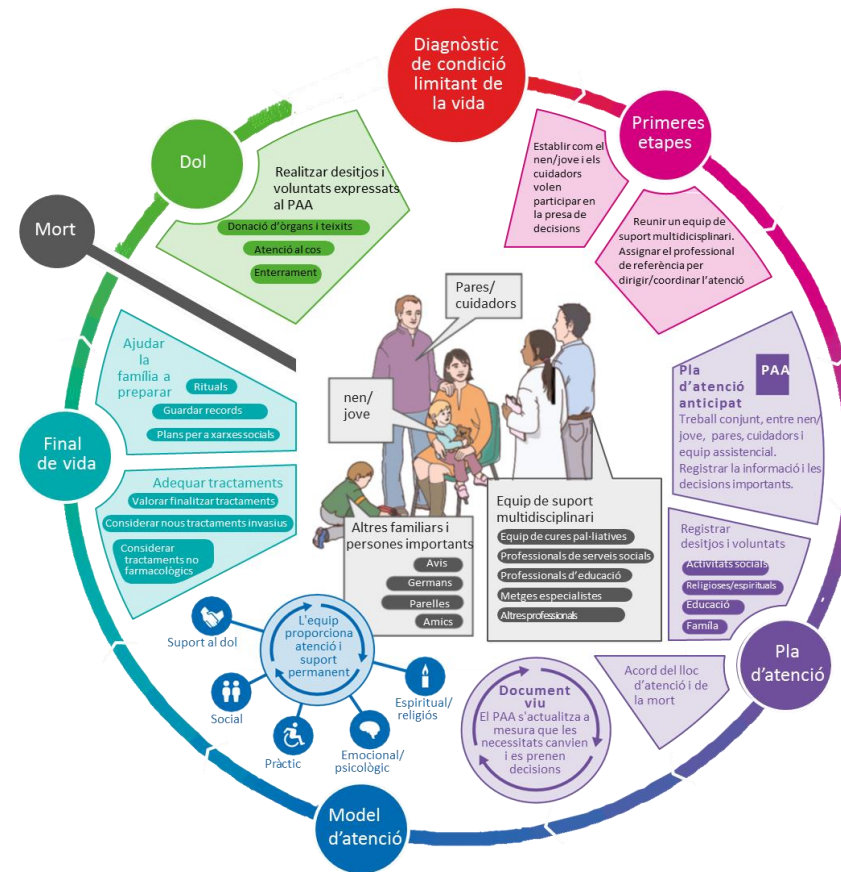 Diagnòstic
de condició
limitant de
la vida
Primeres
etapes
Establir com el
nen/jove i els
cuidadors
volen
participar en
la presa de
decisions
Reunir un equip de
suport multidicisplinari.
Assignar el professional
de referència per
dirigir/coordinar l'atenció
Pla
d'atenció
anticipat
PAA
Treball conjunt, entre nen/
jove, pares, cuidadors i
equip assistencial.
Registrar la informació i les
decisions importants.
Registrar
desitjos i voluntats
Activitats socials
Religioses/espirituals
Educació
Famíla
Pla
d'atenció
Acord del lloc
d'atenció i de
la mort
Document
viu
El PAA s'actualitza a
mesura que les
necessitats canvien
i es prenen
decisions
Model
d'atenció
L'equip
proporciona
atenció i
suport
permanent
Suport al dol
Social
Pràctic
Emocional/
psicològic
Espiritual/
religiós
Final
de vida
Adequar tractaments
Valorar finalitzar tractaments
Considerar nous tractaments invasius
Considerar
tractaments no
farmacològics
Ajudar
la
família a
preparar
Rituals
Guardar records
Plans per a xarxes socials
Mort
Dol
Realitzar desitjos i
voluntats expressats
al PAA
Donació d'òrgans i teixits
Atenció al cos
Enterrament
Pares/
cuidadors
nen/
jove
Altres familiars i
persones importants
Avis
Germans
Parelles
Amics
Equip de suport
multidisciplinari
Equip de cures pal·liatives
Professionals de serveis socials
Professionals d'educació
Metges especialistes
Altres professionals